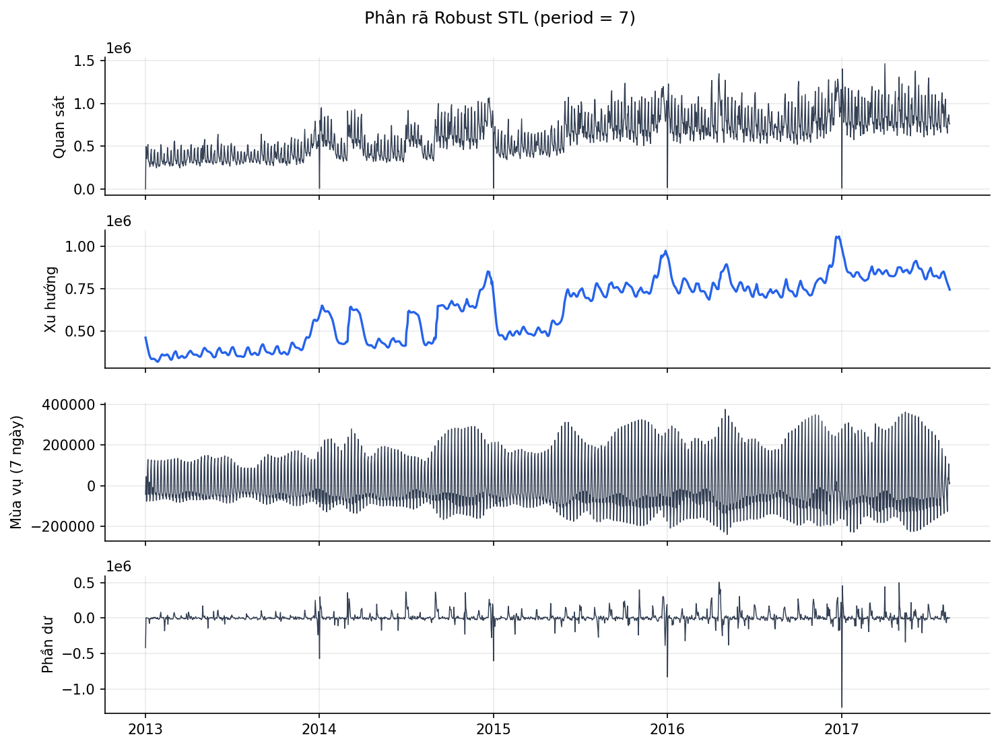 Phân rã Robust STL (period = 7)
1e6
1.5
1.0
0.5
0.0
Quan sát
1e6
1.00
0.75
0.50
Xu hướng
400000
200000
0
−200000
Mùa vụ (7 ngày)
1e6
0.5
0.0
−0.5
−1.0
Phần dư
2013 2014 2015 2016 2017